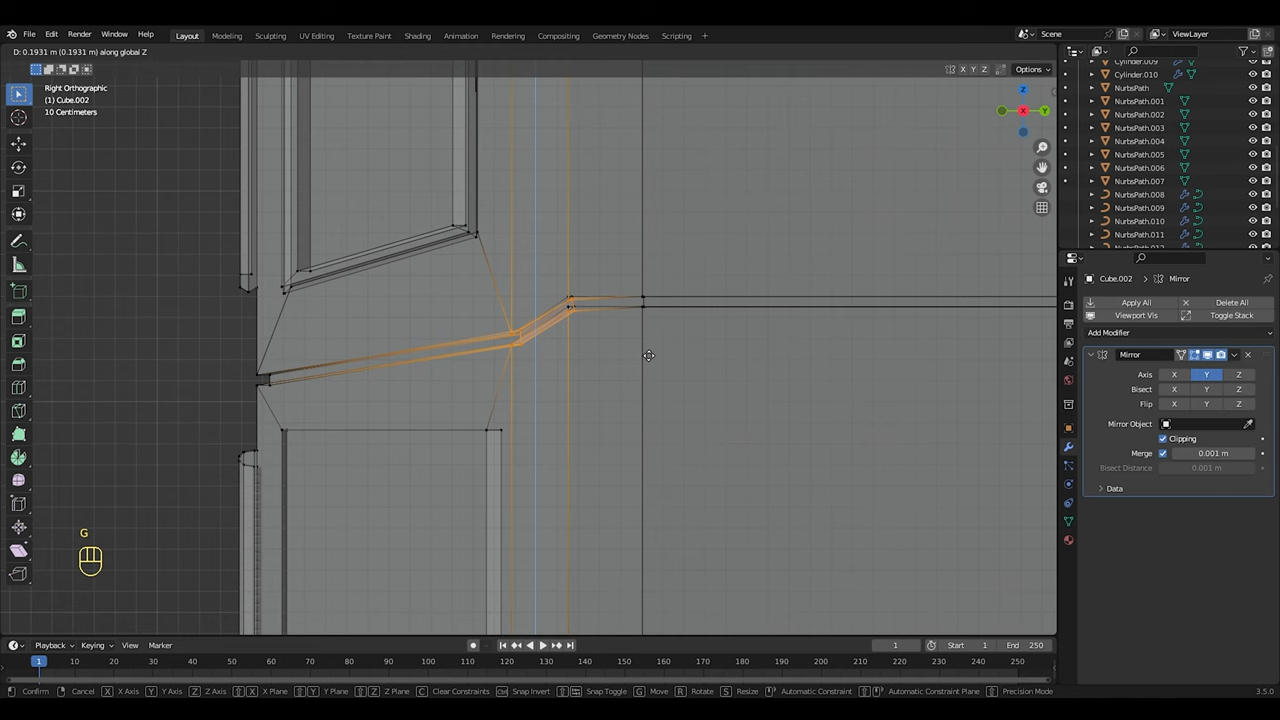 File Edit Render Window Help
Layout Modeling Sculpting UV Editing Texture Paint Shading Animation Rendering Compositing Geometry Nodes Scripting +
Scene
ViewLayer
D: 0.1931 m (0.1931 m) along global Z
X Y Z Options
Right Orthographic
(1) Cube.002
10 Centimeters
Z
X Y
Cylinder.009
Cylinder.010
NurbsPath
NurbsPath.001
NurbsPath.002
NurbsPath.003
NurbsPath.004
NurbsPath.005
NurbsPath.006
NurbsPath.007
NurbsPath.008
NurbsPath.009
NurbsPath.010
NurbsPath.011
NurbsPath.012
Cube.002 > Mirror
Apply All Delete All
Viewport Vis Toggle Stack
Add Modifier
Mirror
Axis X Y Z
Bisect X Y Z
Flip X Y Z
Mirror Object
Clipping
Merge 0.001 m
Bisect Distance 0.001 m
Data
G
Playback Keying View Marker
1 Start 1 End 250
1 10 20 30 40 50 60 70 80 90 100 110 120 130 140 150 160 170 180 190 200 210 220 230 240 250
Confirm Cancel X X Axis Y Y Axis Z Z Axis X X Plane Y Y Plane Z Z Plane C Clear Constraints Snap Invert Snap Toggle G Move R Rotate S Resize Automatic Constraint Automatic Constraint Plane Precision Mode
3.5.0